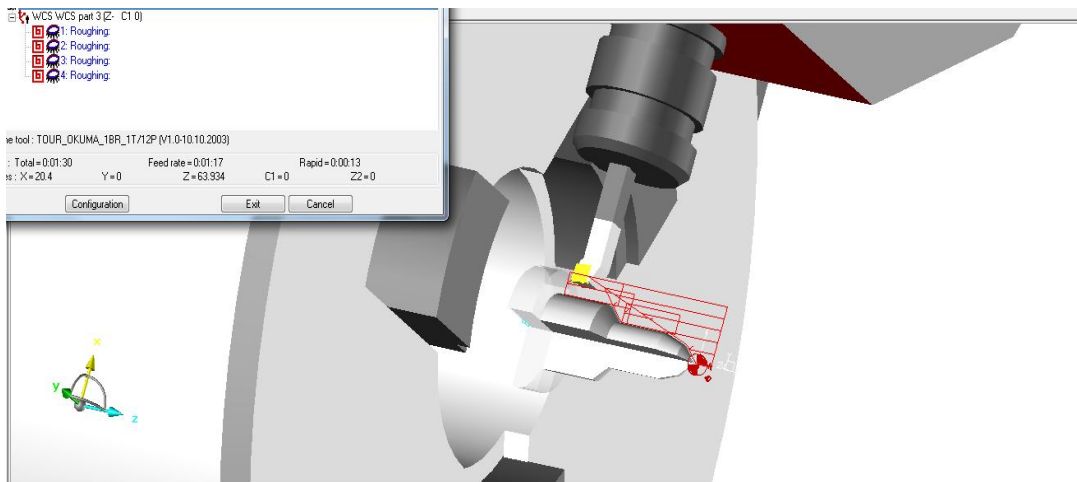 WCS WCS part 3 (Z- C1 0)
1: Roughing:
2: Roughing:
3: Roughing:
4: Roughing:
ne tool : TOUR_OKUMA_1BR_1T/12P (V1.0-10.10.2003)
: Total = 0:01:30 Feed rate = 0:01:17 Rapid = 0:00:13
es : X = 20.4 Y = 0 Z = 63.934 C1 = 0 Z2 = 0
Configuration Exit Cancel
x
y
z
z